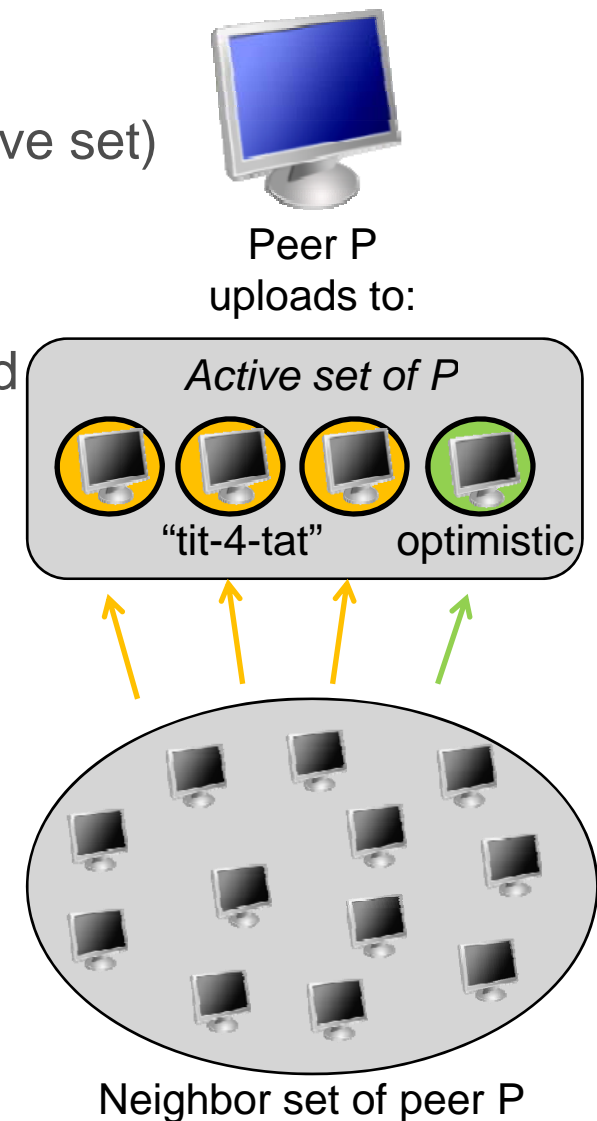 ve set)
Peer P
uploads to:
d
Active set of P
“tit-4-tat” optimistic
Neighbor set of peer P